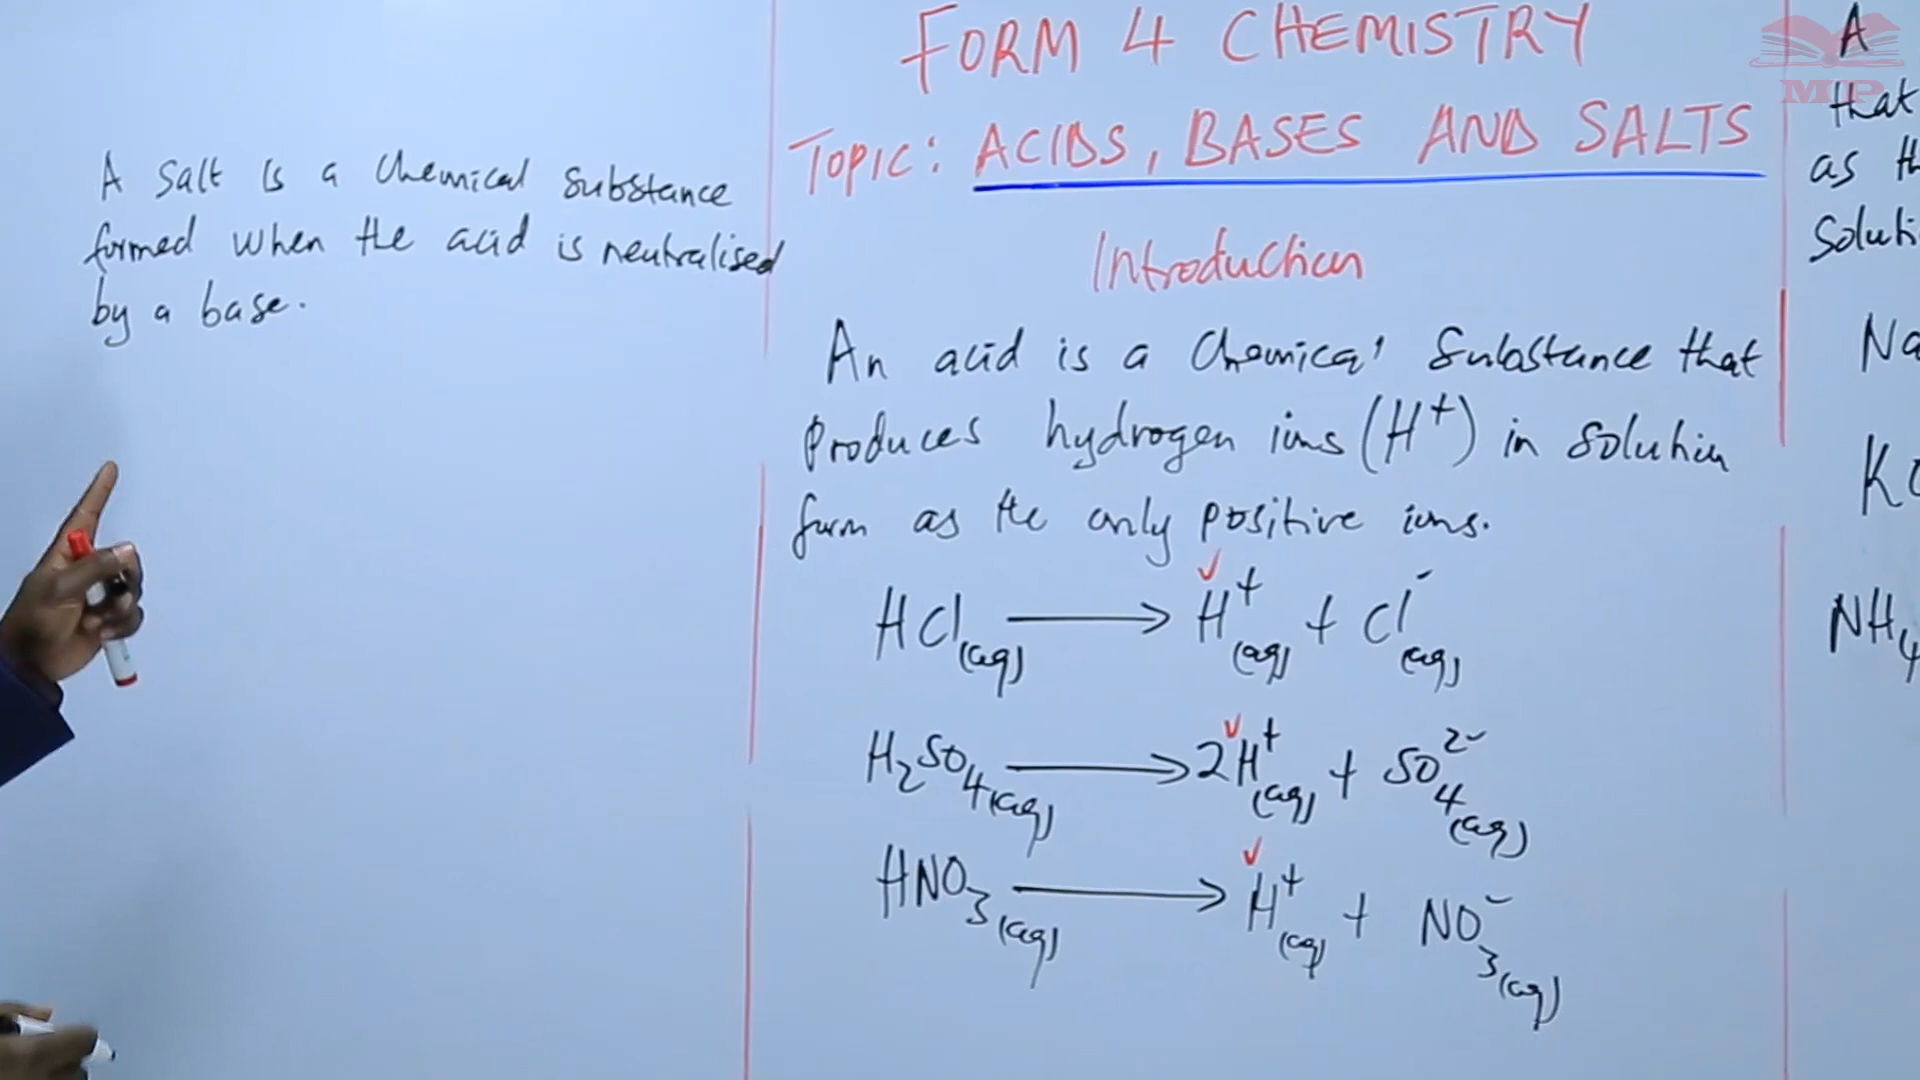 A salt is a chemical substance
formed when the acid is neutralised
by a base.
FORM 4 CHEMISTRY
TOPIC: ACIDS, BASES AND SALTS
Introduction
An acid is a chemical substance that
produces hydrogen ions (H⁺) in solution
form as the only positive ions.
HCl(aq) ⟶ H⁺(aq) + Cl⁻(aq)
H₂SO₄(aq) ⟶ 2H⁺(aq) + SO₄²⁻(aq)
HNO₃(aq) ⟶ H⁺(aq) + NO₃⁻(aq)
A
that
as
Na
NH₄
MP